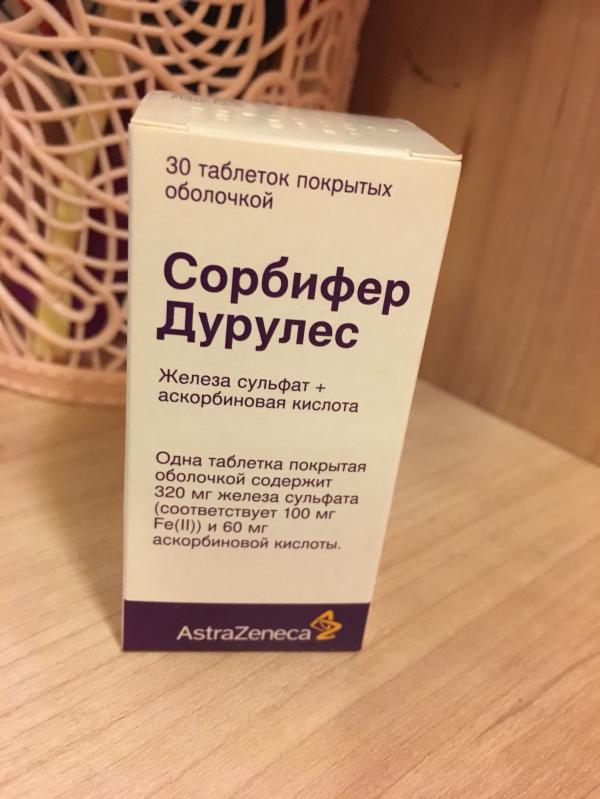 30 таблеток покрытых
оболочкой
Сорбифер
Дурулес
Железа сульфат +
аскорбиновая кислота
Одна таблетка покрытая
оболочкой содержит
320 мг железа сульфата
(соответствует 100 мг
Fe(II)) и 60 мг
аскорбиновой кислоты.
AstraZeneca